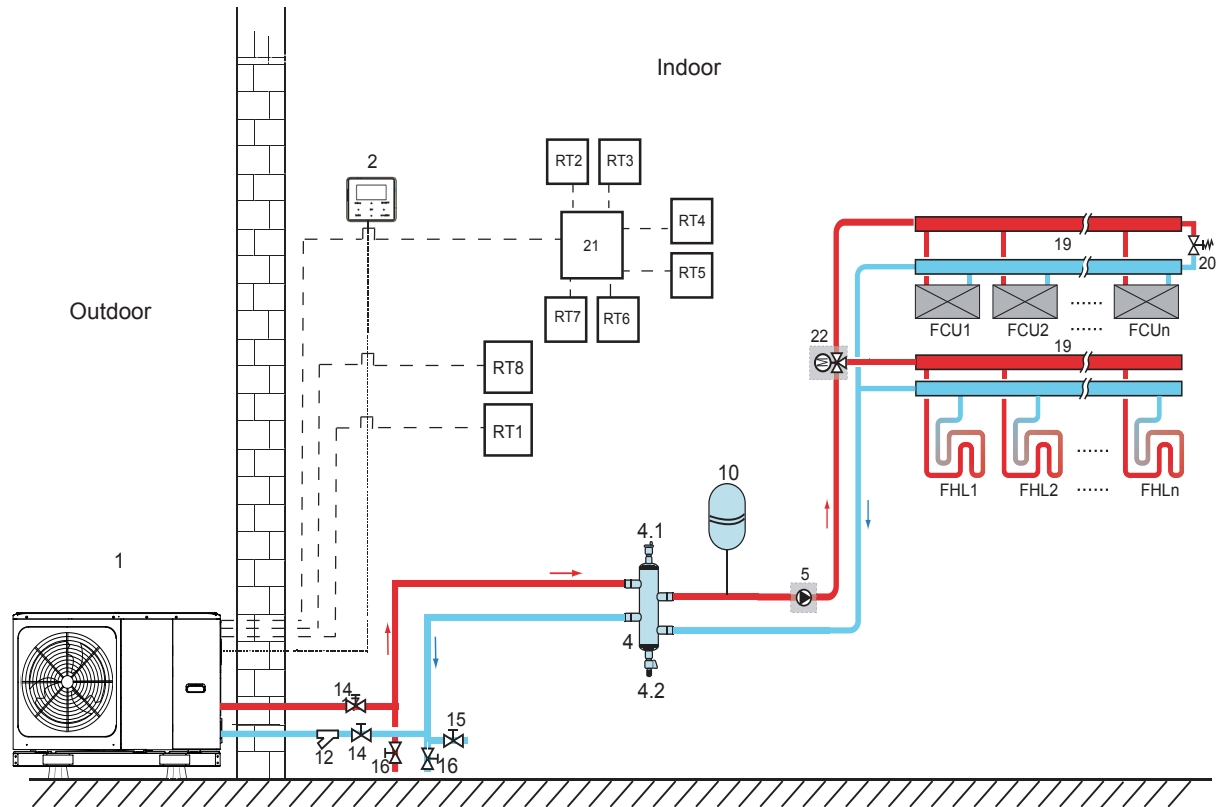 Indoor
2
RT2
RT3
21
RT4
RT5
RT7
RT6
19
20
Outdoor
FCU1
FCU2
......
......
FCUn
22
19
RT8
RT1
FHL1
FHL2
......
......
FHLn
10
4.1
1
5
4
4.2
14
15
12
14
16
16